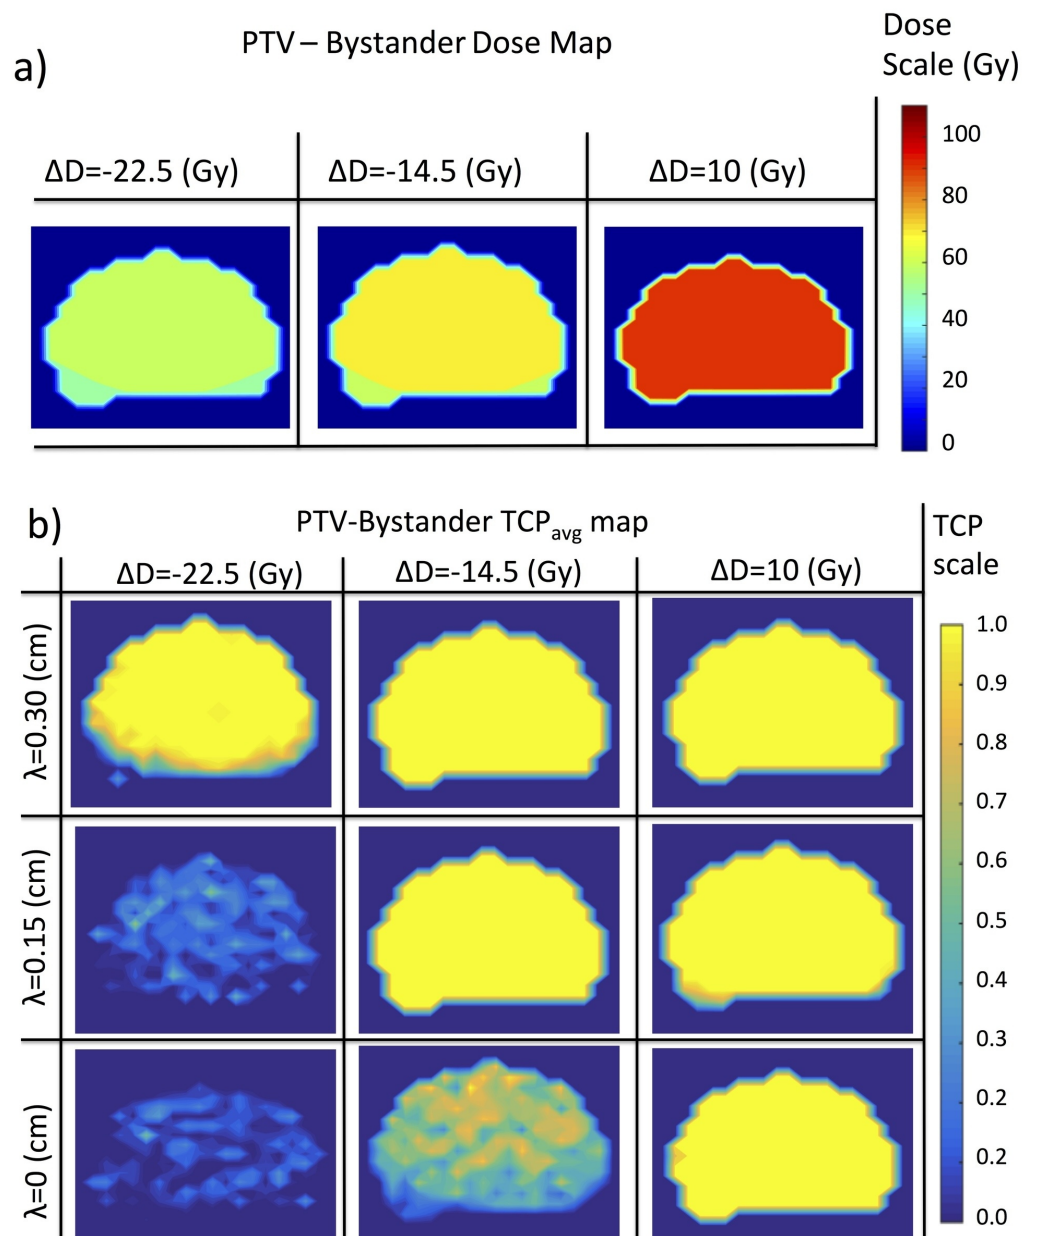 a)
PTV – Bystander Dose Map
Dose
Scale (Gy)
ΔD=-22.5 (Gy) ΔD=-14.5 (Gy) ΔD=10 (Gy)
100
80
60
40
20
0
b)
PTV-Bystander TCPavg map
TCP
scale
ΔD=-22.5 (Gy) ΔD=-14.5 (Gy) ΔD=10 (Gy)
λ=0.30 (cm)
λ=0.15 (cm)
λ=0 (cm)
1.0
0.9
0.8
0.7
0.6
0.5
0.4
0.3
0.2
0.2
0.0